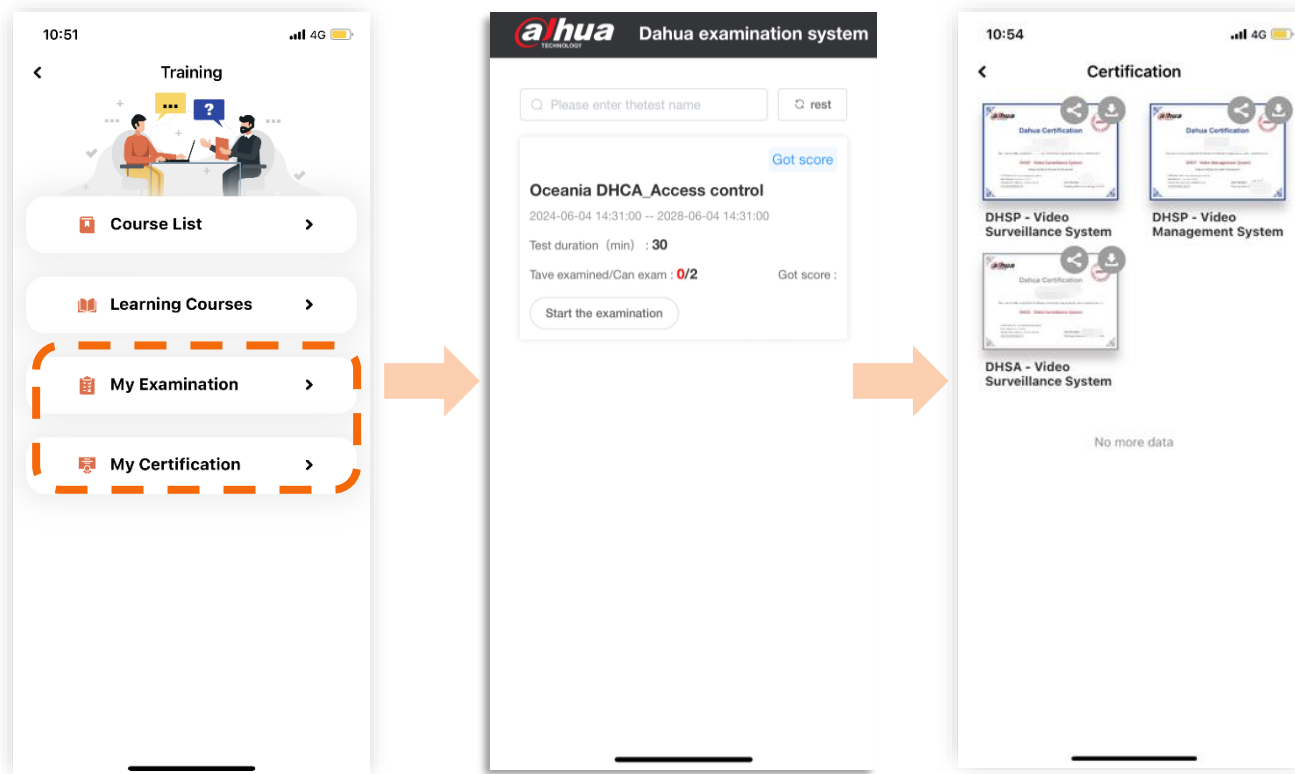 10:51
4G
Training
...
?
Course List
Learning Courses
My Examination
My Certification
alhua
TECHNOLOGY
Dahua examination system
Please enter thetest name
rest
Got score
Oceania DHCA_Access control
2024-06-04 14:31:00 -- 2028-06-04 14:31:00
Test duration (min) : 30
Tave examined/Can exam : 0/2
Got score :
Start the examination
10:54
4G
Certification
alhua
Dahua Certification
DHSP - Video
Surveillance System
alhua
Dahua Certification
DHSP - Video
Management System
alhua
Dahua Certification
DHSA - Video
Surveillance System
No more data